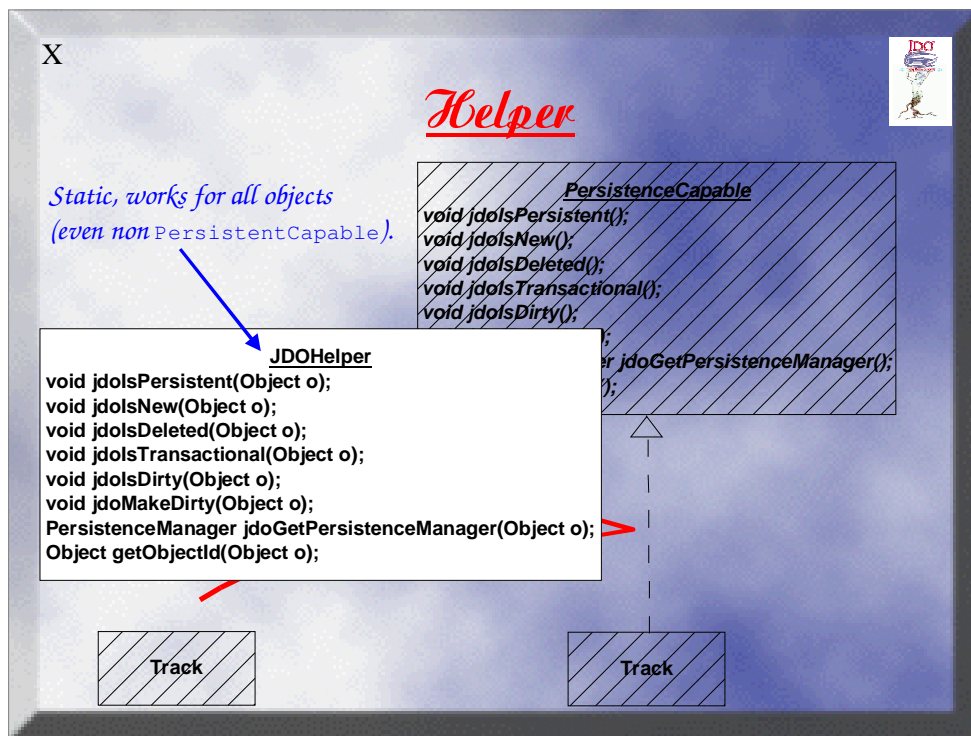 X
JDO
Helper
Static, works for all objects
(even non PersistentCapable).
PersistenceCapable
void jdoIsPersistent();
void jdoIsNew();
void jdoIsDeleted();
void jdoIsTransactional();
void jdoIsDirty();
);
r jdoGetPersistenceManager();
();
JDOHelper
void jdoIsPersistent(Object o);
void jdoIsNew(Object o);
void jdoIsDeleted(Object o);
void jdoIsTransactional(Object o);
void jdoIsDirty(Object o);
void jdoMakeDirty(Object o);
PersistenceManager jdoGetPersistenceManager(Object o);
Object getObjectId(Object o);
Track
Track